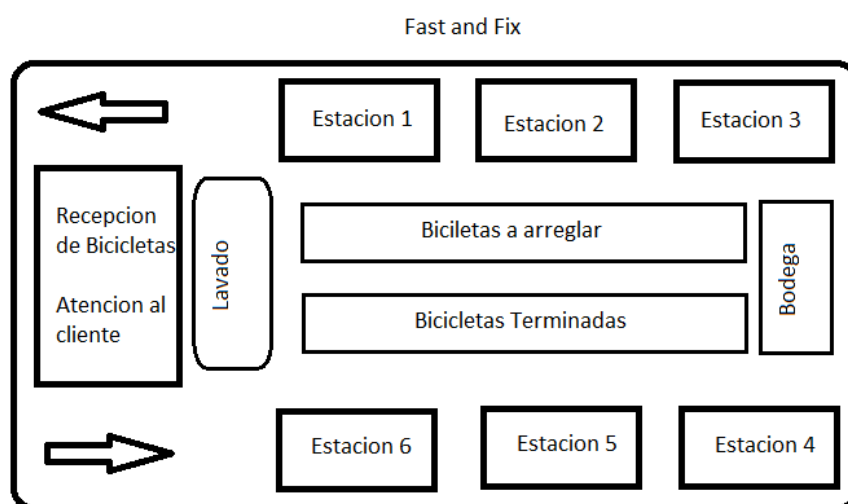 Fast and Fix
Estacion 1
Estacion 2
Estacion 3
Recepcion
de Bicicletas
Atencion al
cliente
Lavado
Biciletas a arreglar
Bicicletas Terminadas
Bodega
Estacion 6
Estacion 5
Estacion 4